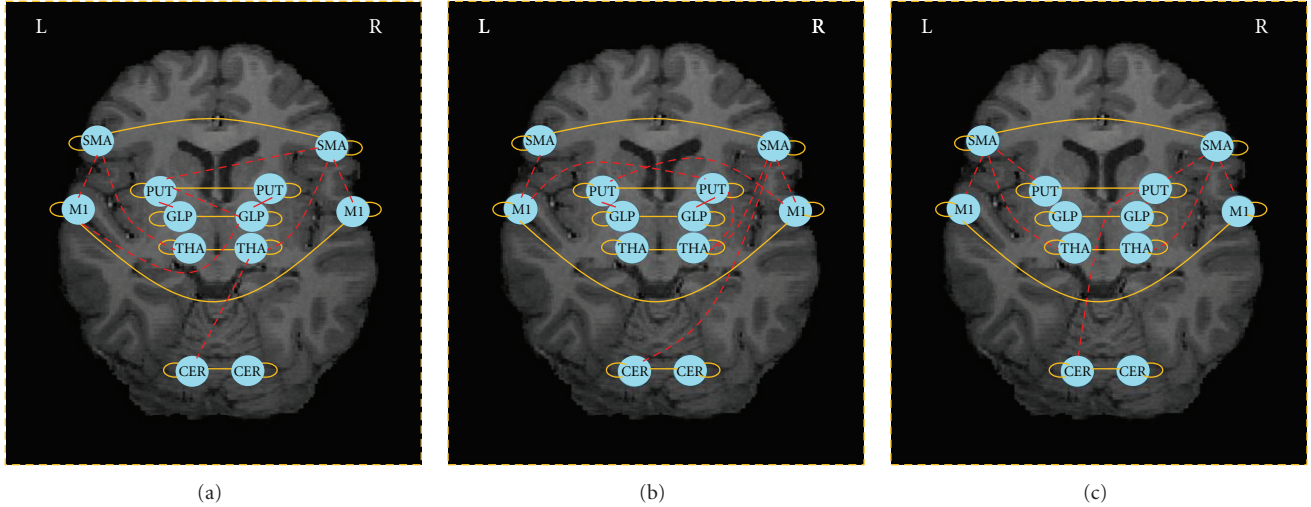 L R
SMA SMA
PUT PUT
M1 GLP GLP M1
THA THA
CER CER
(a)
L R
SMA SMA
PUT PUT
M1 GLP GLP M1
THA THA
CER CER
(b)
L R
SMA SMA
PUT PUT
M1 GLP GLP M1
THA THA
CER CER
(c)